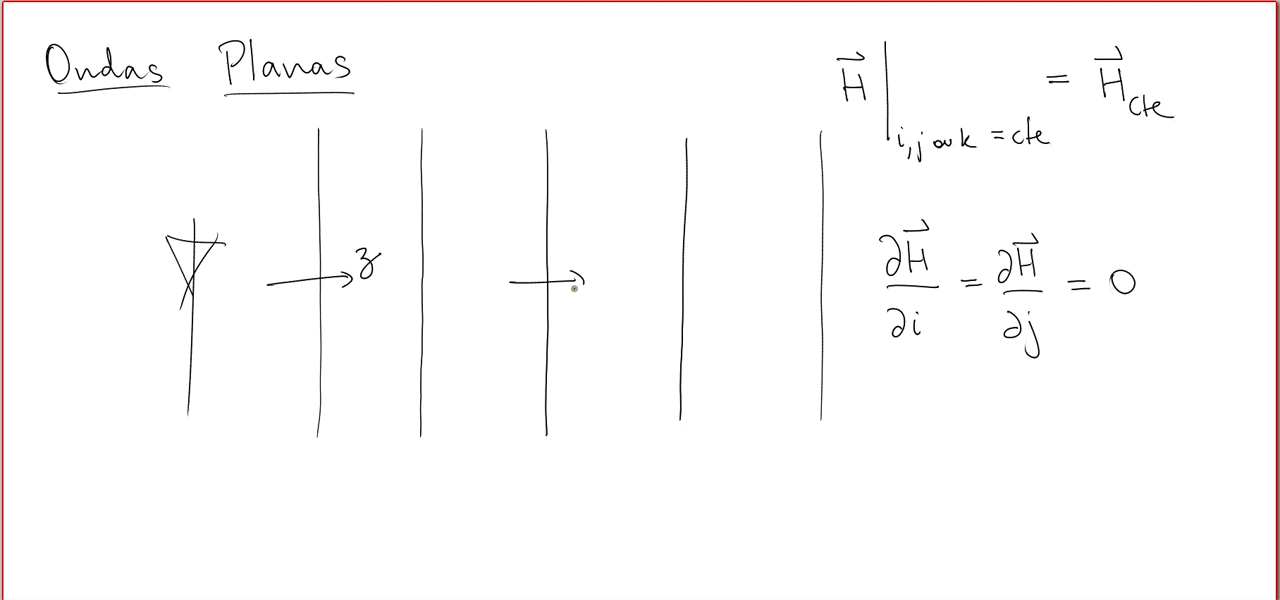 Ondas Planas
H⃗ |i, j ou k = cte = H⃗cte
z
∂H⃗/∂i = ∂H⃗/∂j = 0